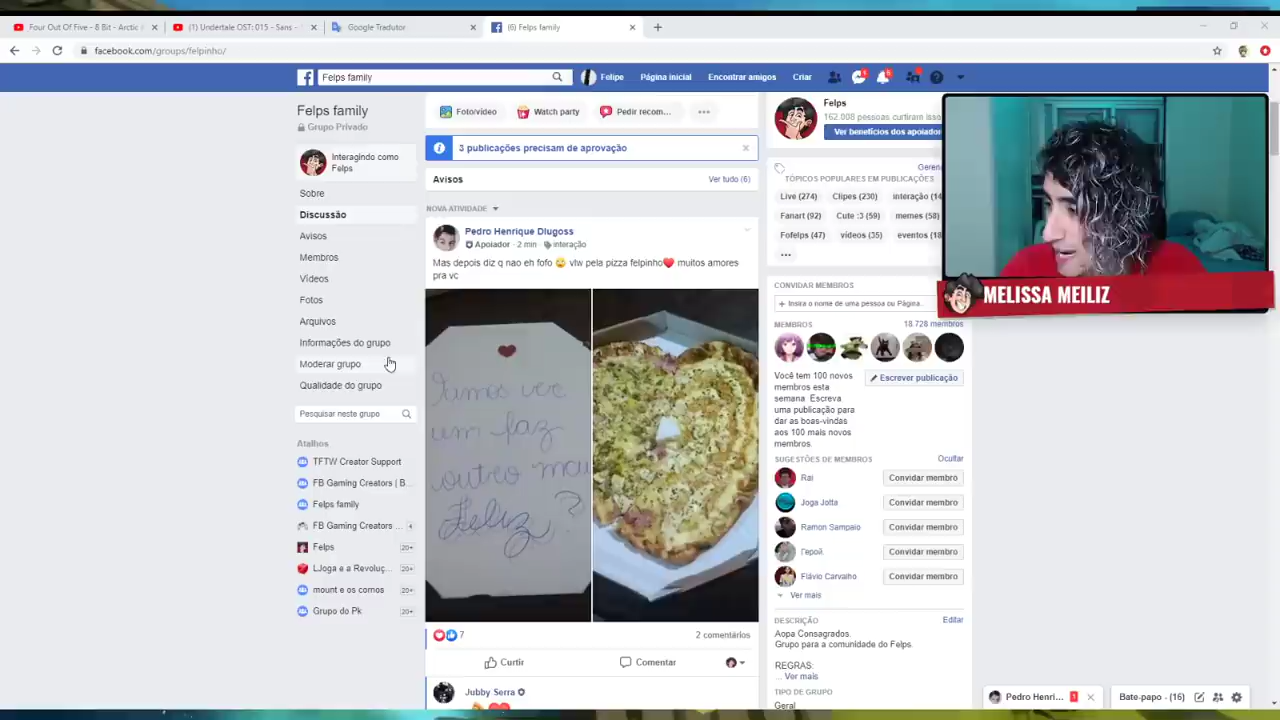 Four Out Of Five - 8 Bit - Arctic
(1) Undertale OST: 015 - Sans -
Google Tradutor
(6) Felps family
facebook.com/groups/felpinho/
Felps family
Felipe
Página inicial
Encontrar amigos
Criar
Felps family
Grupo Privado
Interagindo como
Felps
Sobre
Discussão
Avisos
Membros
Vídeos
Fotos
Arquivos
Informações do grupo
Moderar grupo
Qualidade do grupo
Pesquisar neste grupo
Atalhos
TFTW Creator Support
FB Gaming Creators | B...
Felps family
FB Gaming Creators ... 4
Felps 20+
LJoga e a Revoluç... 20+
mount e os cornos 20+
Grupo do Pk 20+
Foto/vídeo
Watch party
Pedir recom...
3 publicações precisam de aprovação
Avisos
Ver tudo (6)
NOVA ATIVIDADE
Pedro Henrique Dlugoss
Apoiador · 2 min · interação
Mas depois diz q nao eh fofo 🙄 vlw pela pizza felpinho❤ muitos amores
pra vc
Vamos ver
um faz
outro mais
Feliz?
7
2 comentários
Curtir
Comentar
Jubby Serra
Felps
162.008 pessoas curtiram isso
Ver benefícios dos apoiador
TÓPICOS POPULARES EM PUBLICAÇÕES
Live (274)
Clipes (230)
Fanart (92)
Cute :3 (59)
memes (58)
Fofelps (47)
vídeos (35)
...
CONVIDAR MEMBROS
+ Insira o nome de uma pessoa ou Página.
MEMBROS
18 728 membros
Você tem 100 novos
membros esta
semana Escreva
uma publicação para
dar as boas-vindas
aos 100 mais novos
membros.
Escrever publicação
SUGESTÕES DE MEMBROS
Ocultar
Rai
Convidar membro
Joga Jotta
Convidar membro
Ramon Sampaio
Convidar membro
Герой.
Convidar membro
Flávio Carvalho
Convidar membro
Ver mais
DESCRIÇÃO
Editar
Aopa Consagrados.
Grupo para a comunidade do Felps.
REGRAS:
... Ver mais
TIPO DE GRUPO
Geral
MELISSA MEILIZ
Pedro Henri... 1
Bate-papo - (16)